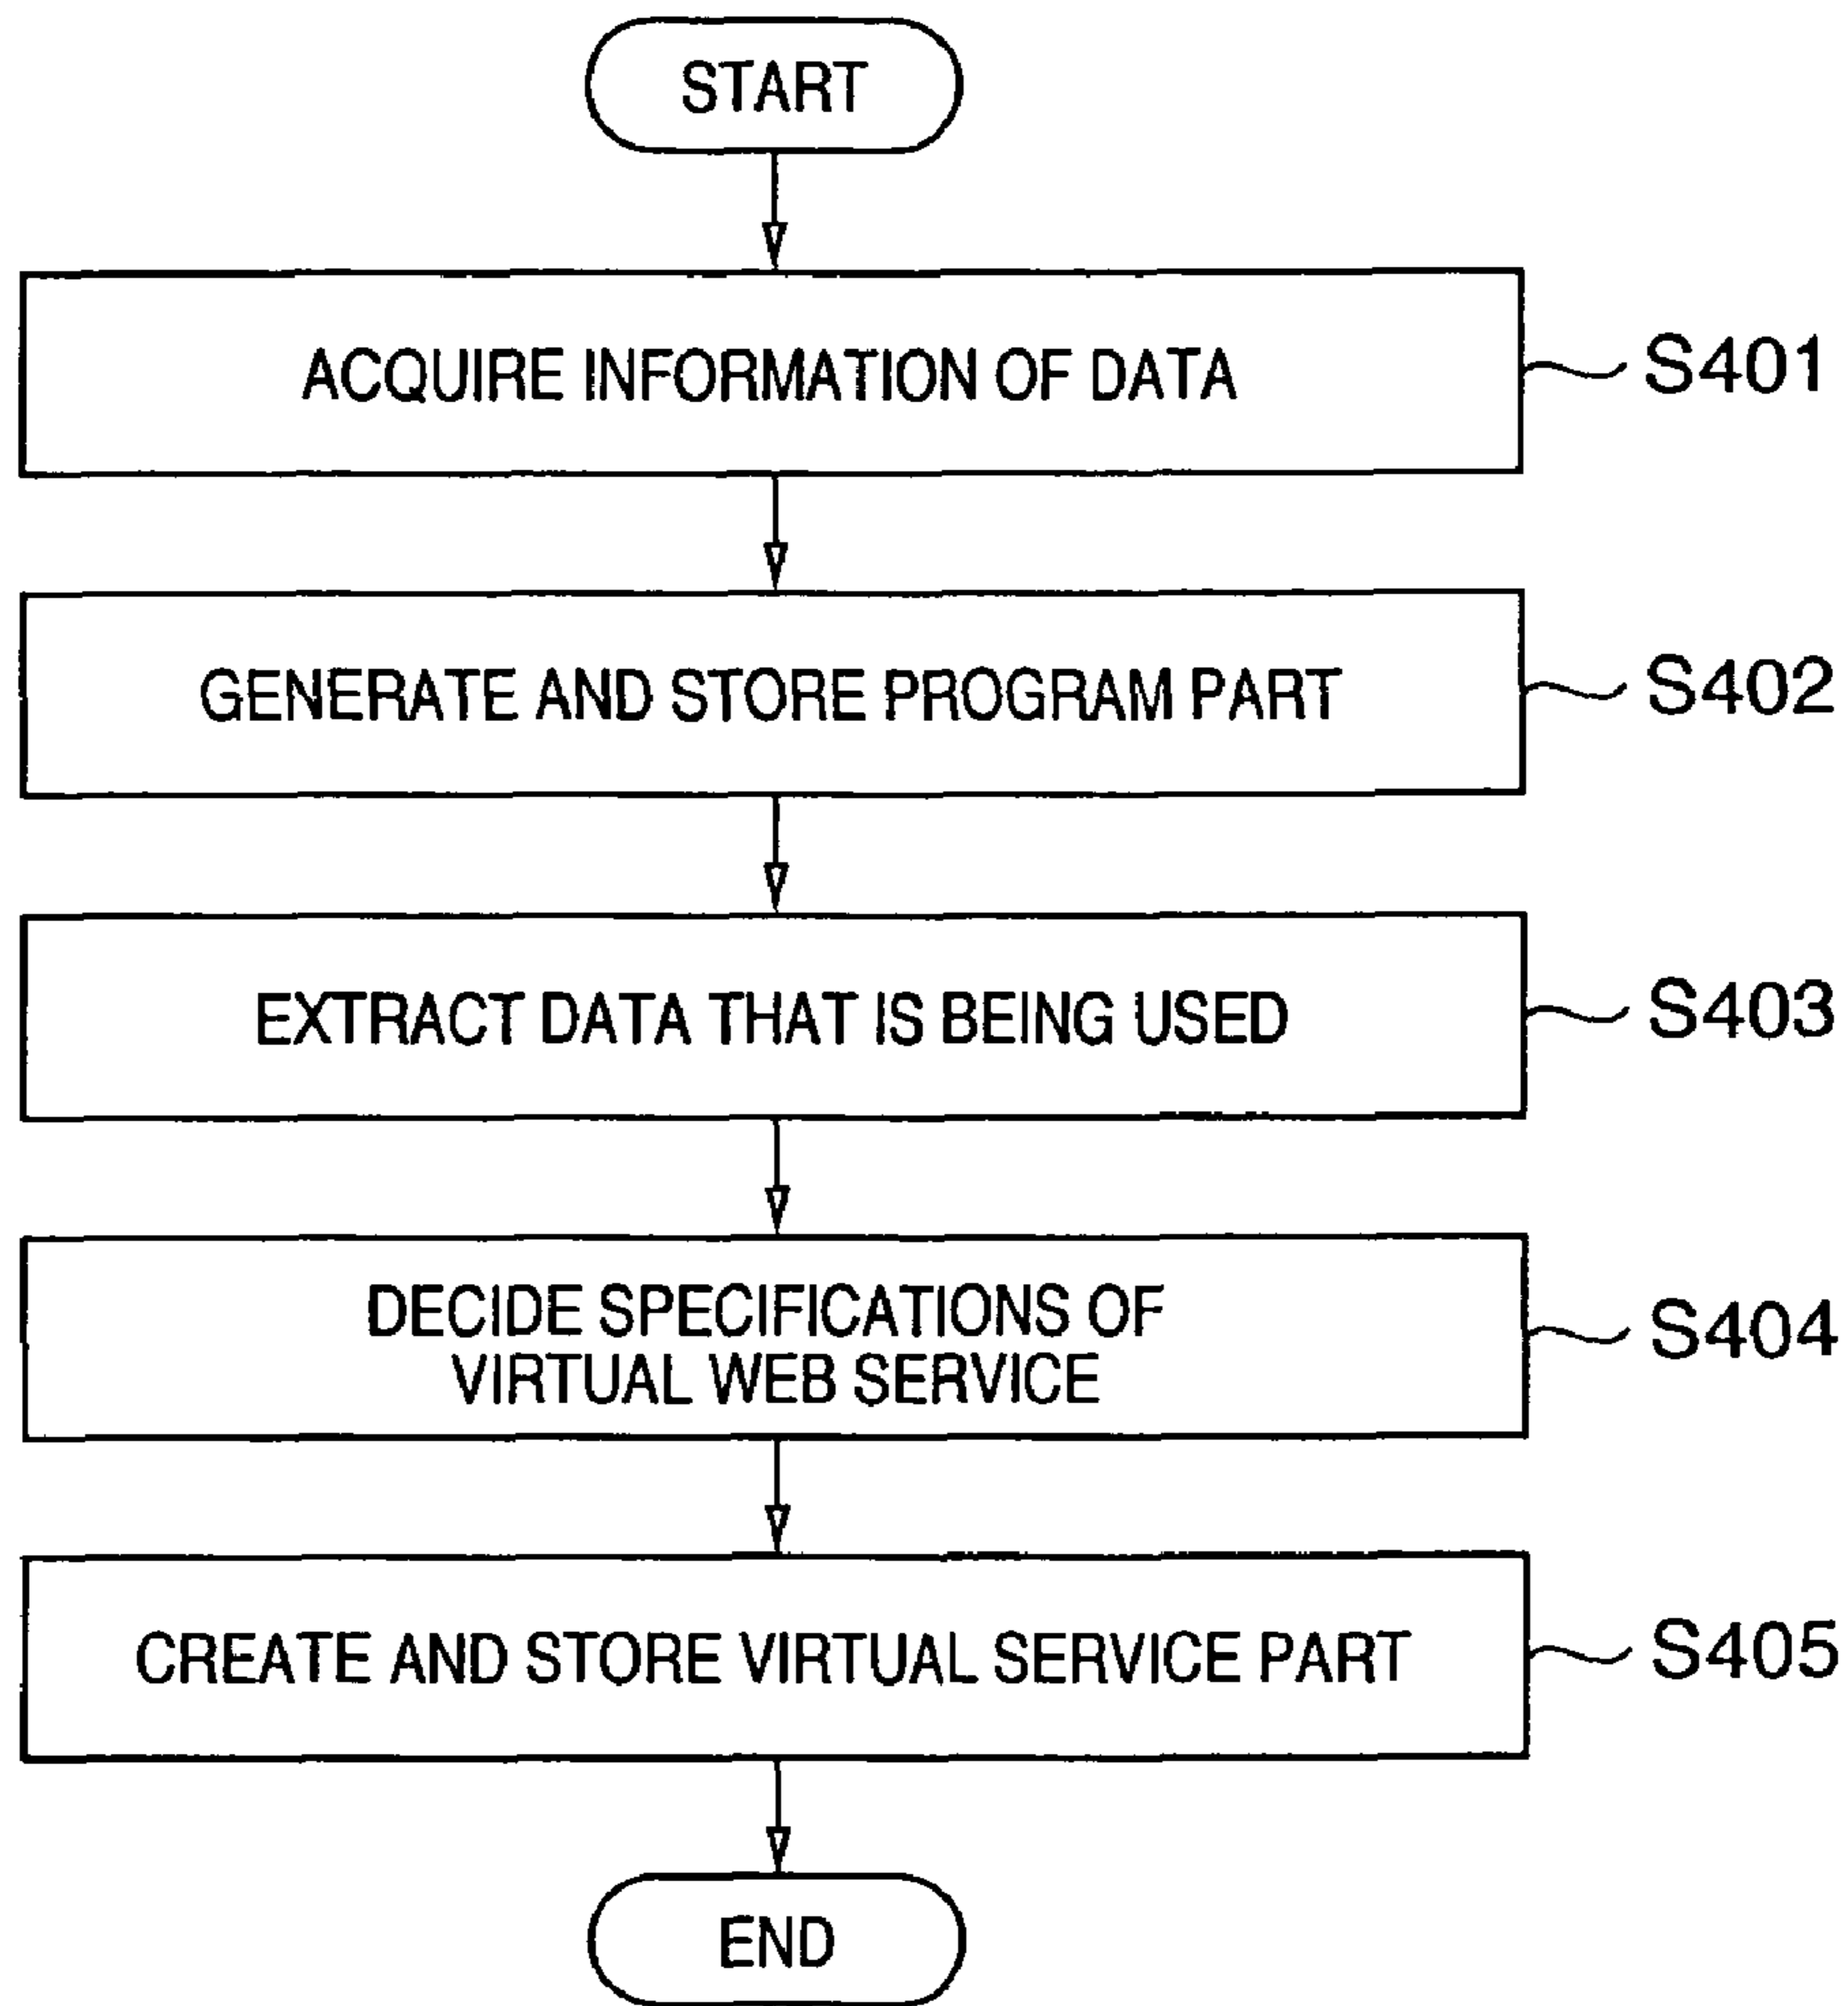 START
ACQUIRE INFORMATION OF DATA
S401
GENERATE AND STORE PROGRAM PART
S402
EXTRACT DATA THAT IS BEING USED
S403
DECIDE SPECIFICATIONS OF
VIRTUAL WEB SERVICE
S404
CREATE AND STORE VIRTUAL SERVICE PART
S405
END